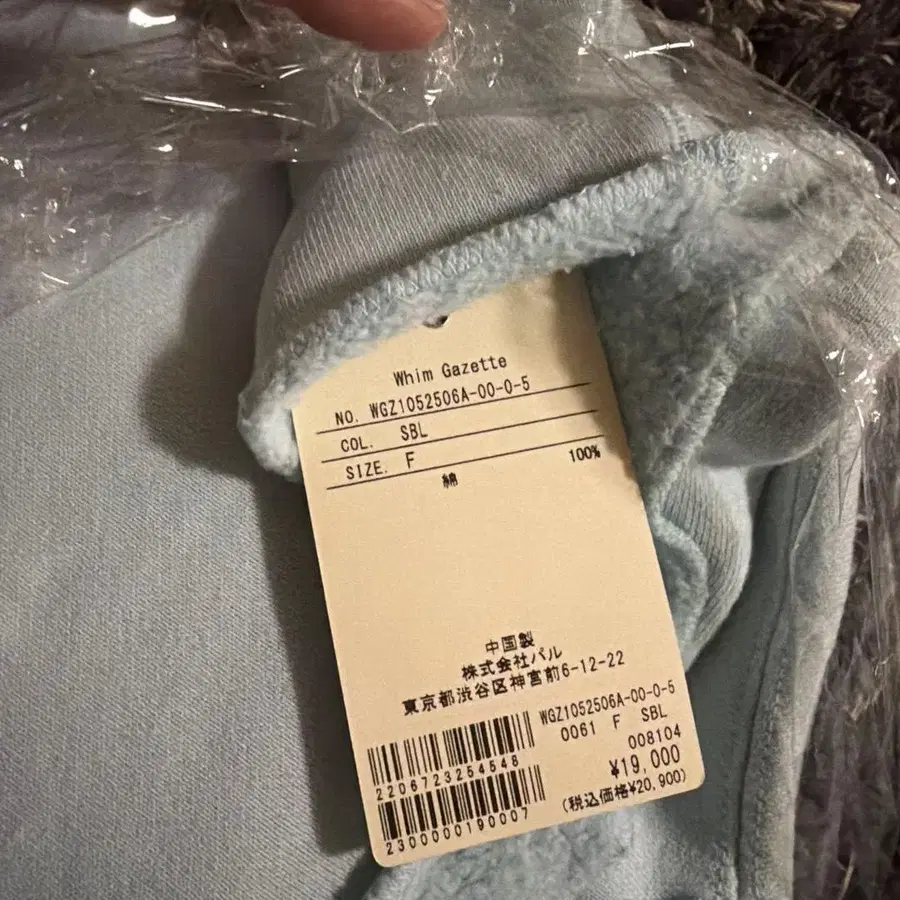 Whim Gazette
NO. WGZ1052506A-00-0-5
COL. SBL
SIZE. F
綿 100%
中国製
株式会社パル
東京都渋谷区神宮前6-12-22
WGZ1052506A-00-0-5
0061 F SBL
008104
2206723254548
¥19,000
(税込価格¥20,900)
2300000190007